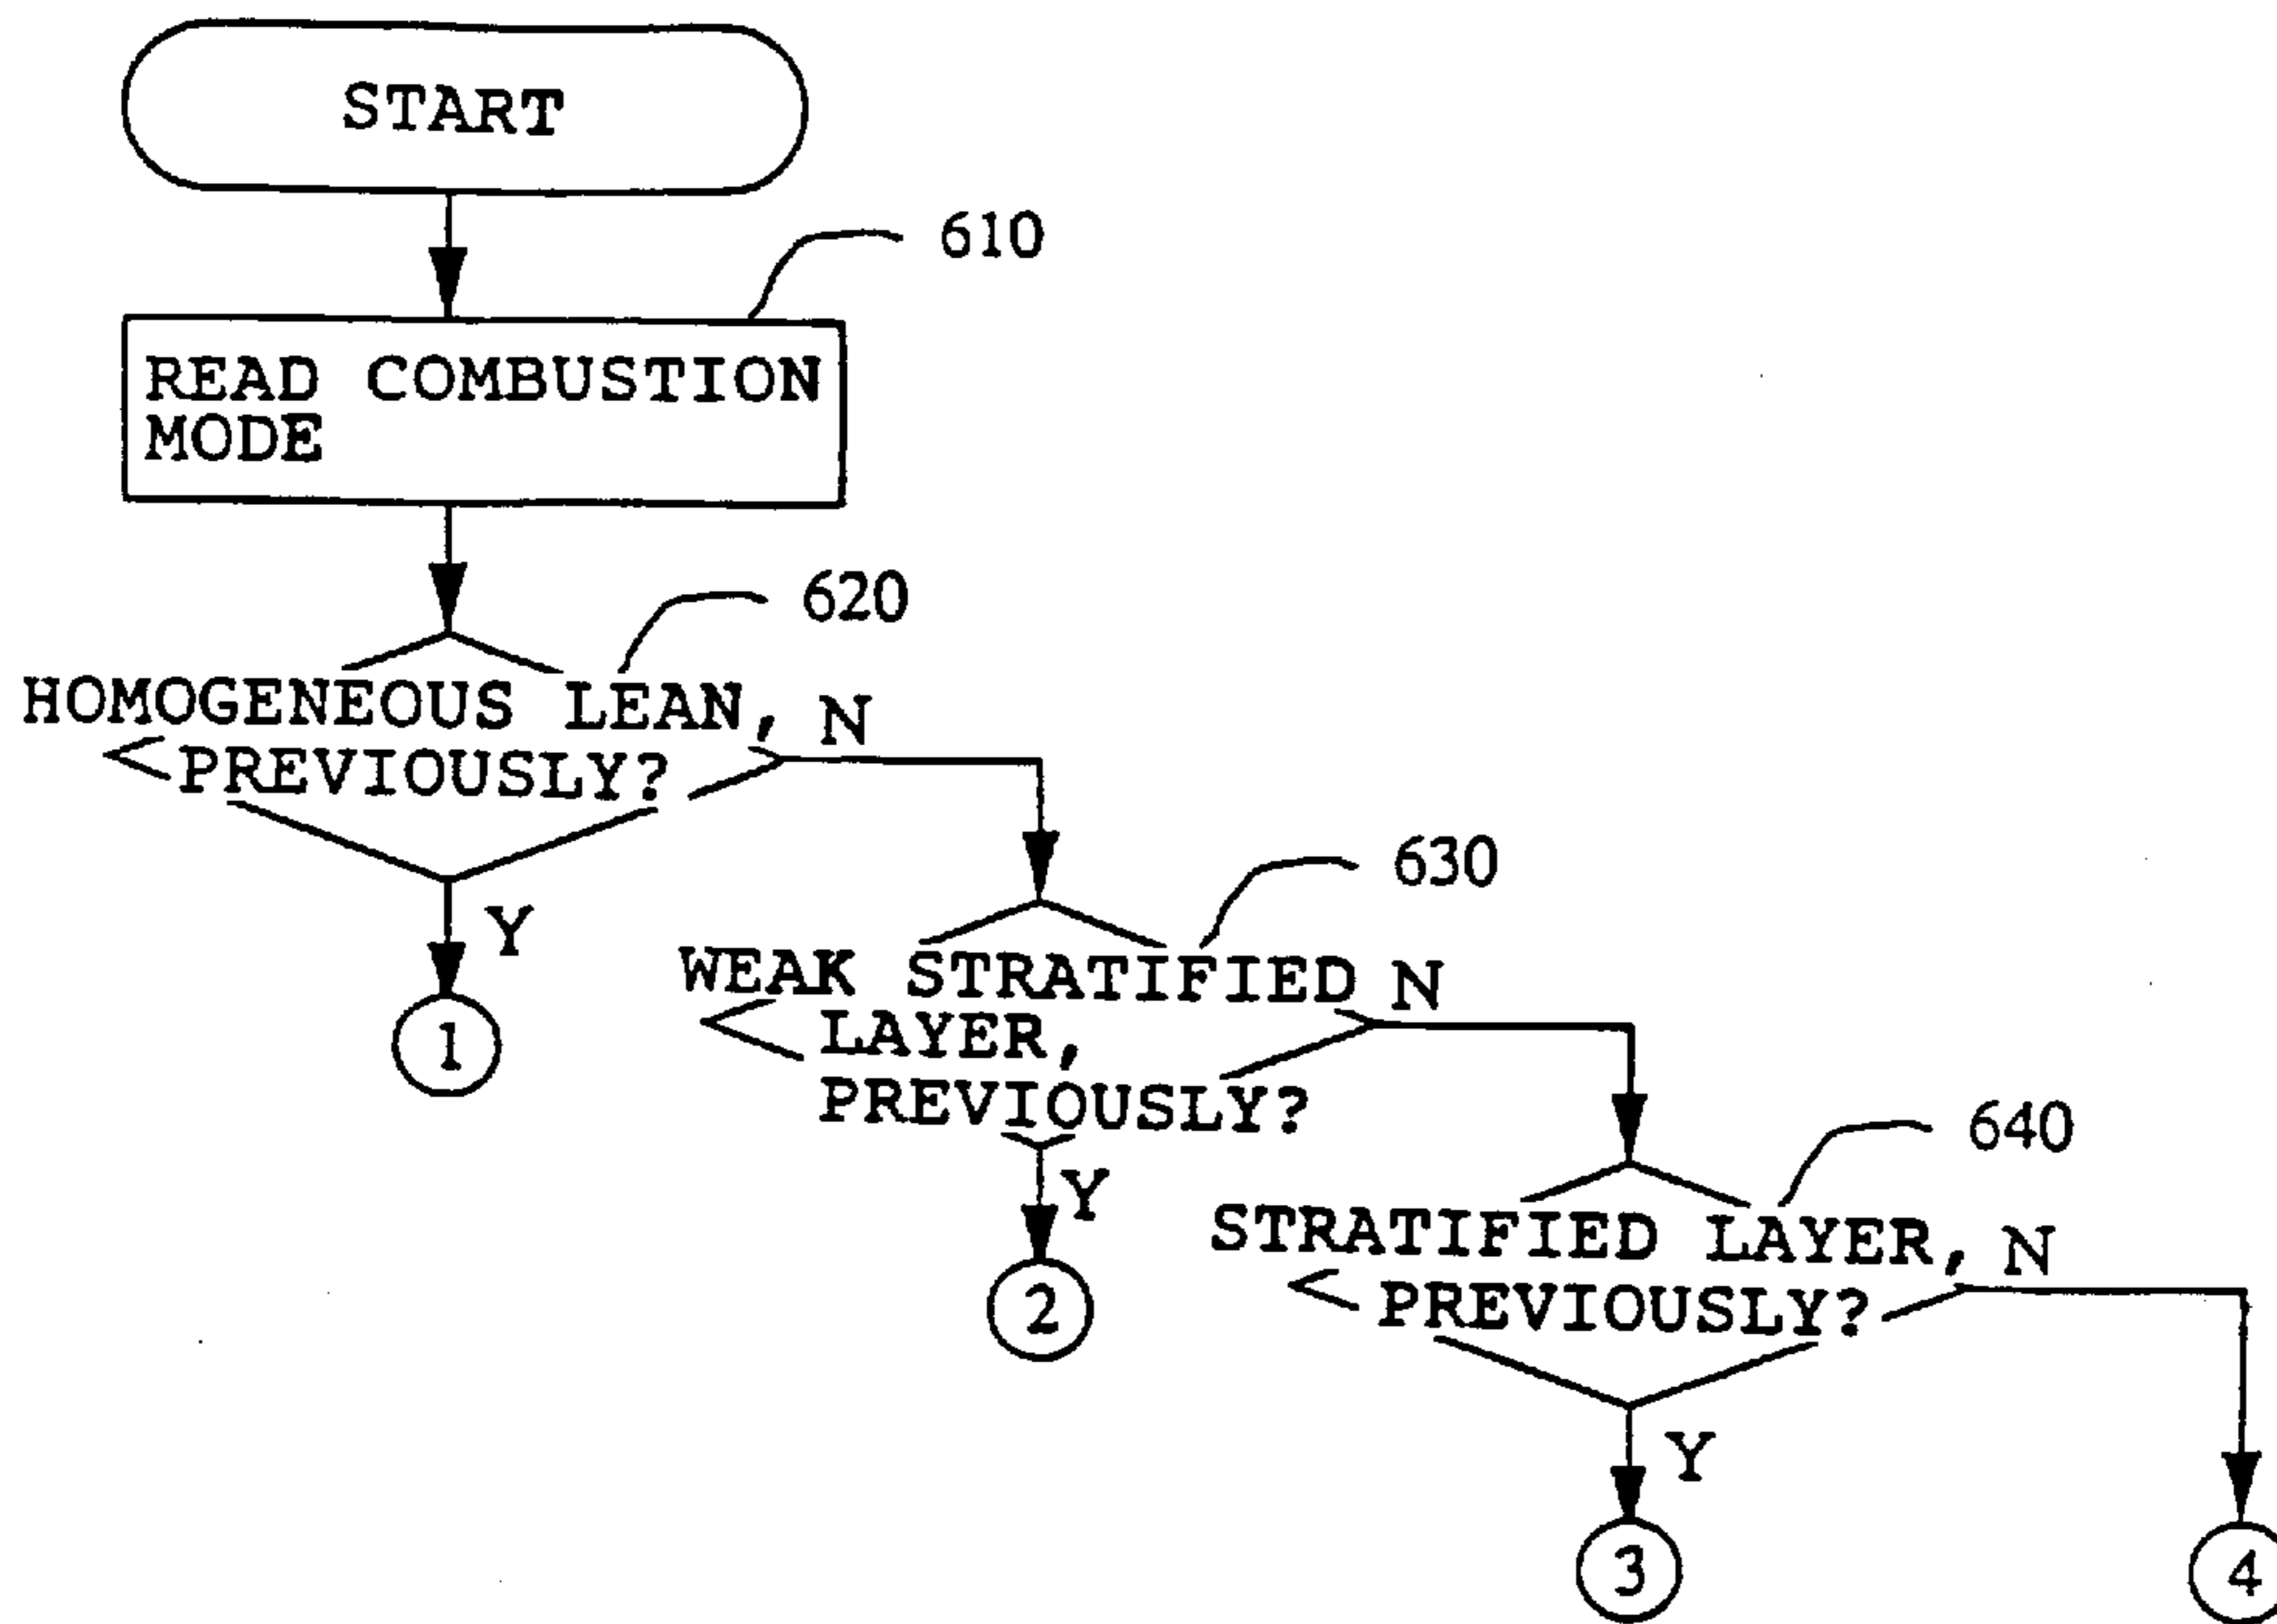 START
610
READ COMBUSTION
MODE
620
HOMOGENEOUS LEAN, N
PREVIOUSLY?
Y
1
630
WEAK STRATIFIED N
LAYER,
PREVIOUSLY?
Y
2
640
STRATIFIED LAYER, N
PREVIOUSLY?
Y
3
4